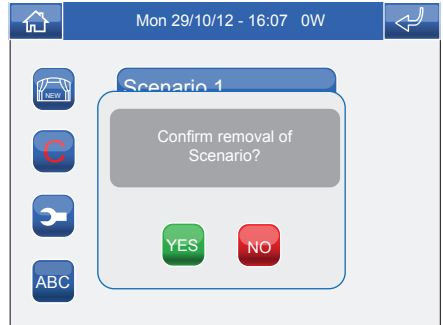 Mon 29/10/12 - 16:07 0W
NEW
Scenario 1
C
Confirm removal of
Scenario?
YES NO
ABC